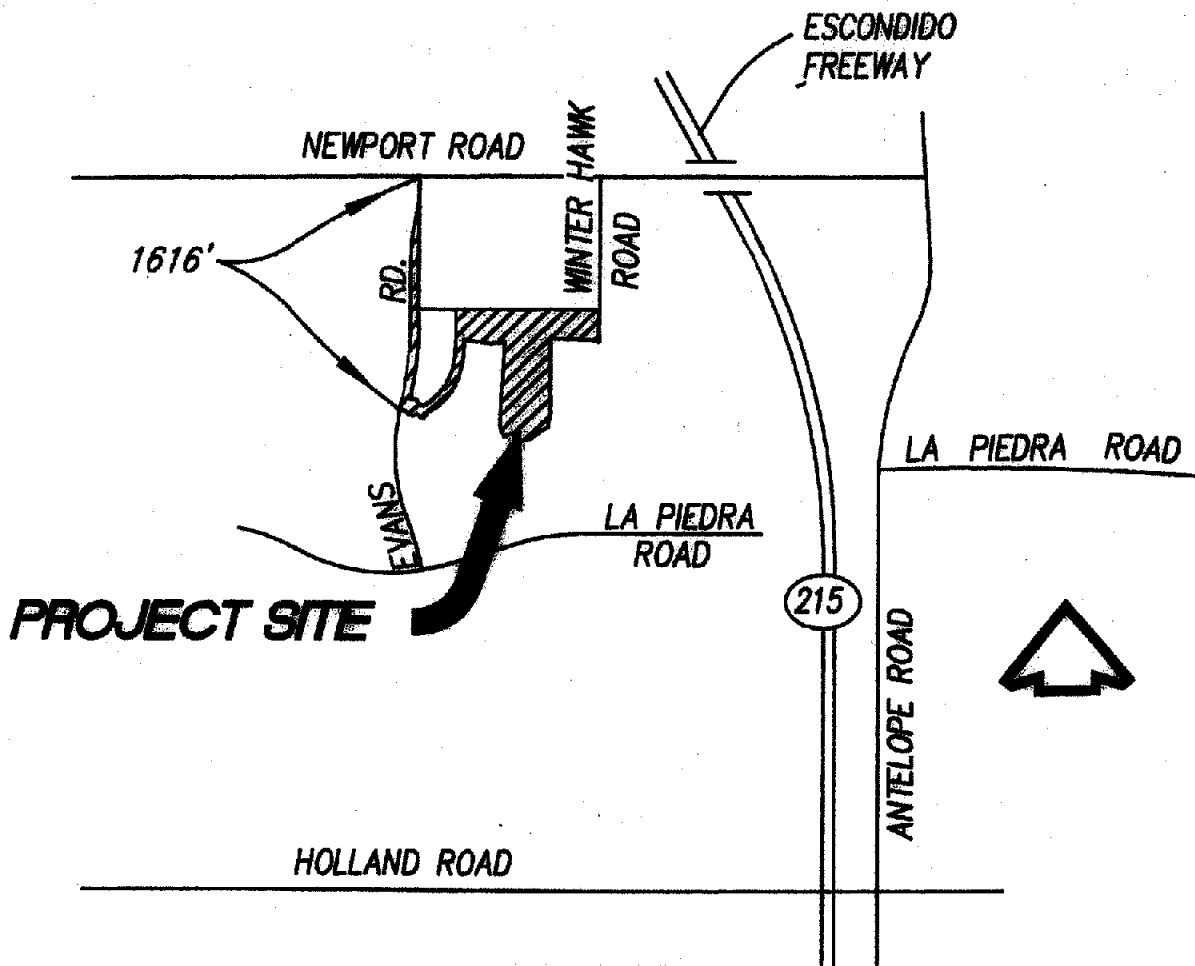 ESCONDIDO
FREEWAY
NEWPORT ROAD
WINTER HAWK
ROAD
1616'
RD.
EVANS
LA PIEDRA ROAD
LA PIEDRA
ROAD
PROJECT SITE
215
ANTELOPE ROAD
HOLLAND ROAD